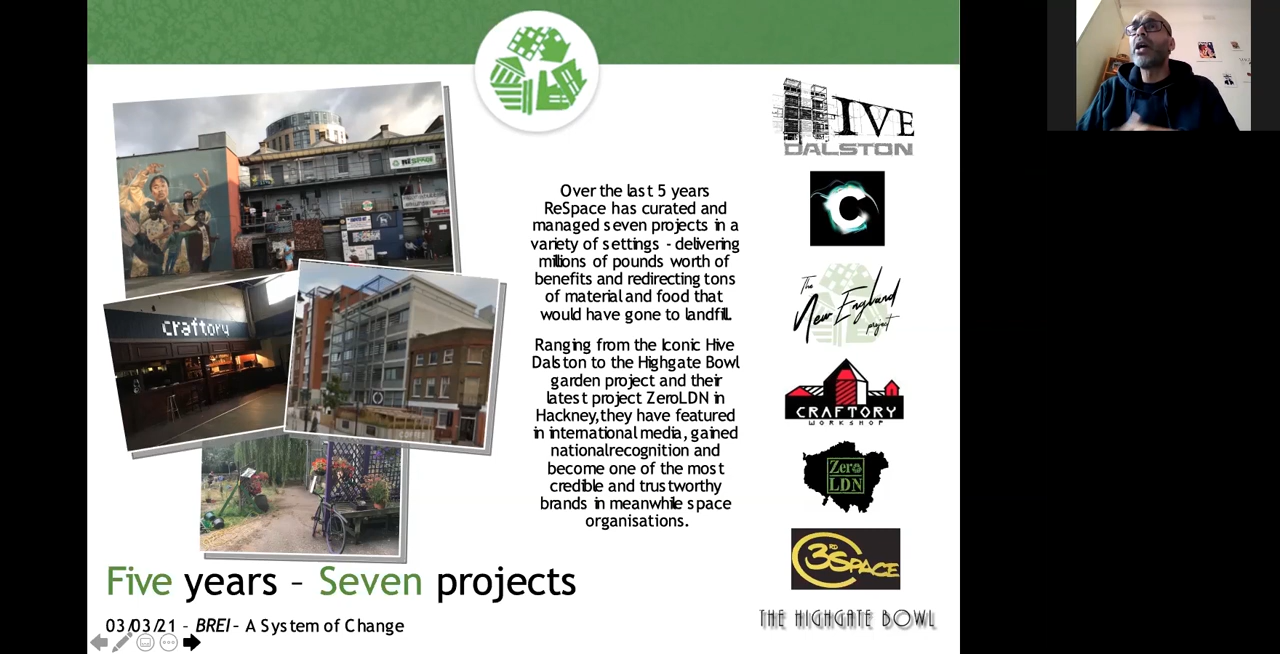 RESPACE
craftory
Over the last 5 years
ReSpace has curated and
managed seven projects in a
variety of settings - delivering
millions of pounds worth of
benefits and redirecting tons
of material and food that
would have gone to landfill.
Ranging from the Iconic Hive
Dalston to the Highgate Bowl
garden project and their
latest project ZeroLDN in
Hackney,they have featured
in international media, gained
nationalrecognition and
become one of the most
credible and trustworthy
brands in meanwhile space
organisations.
HIVE
DALSTON
C
The
New England
project
CRAFTORY
WORKSHOP
Zero
LDN
3RD SPACE
THE HIGHGATE BOWL
Five years – Seven projects
03/03/21 – BREI – A System of Change